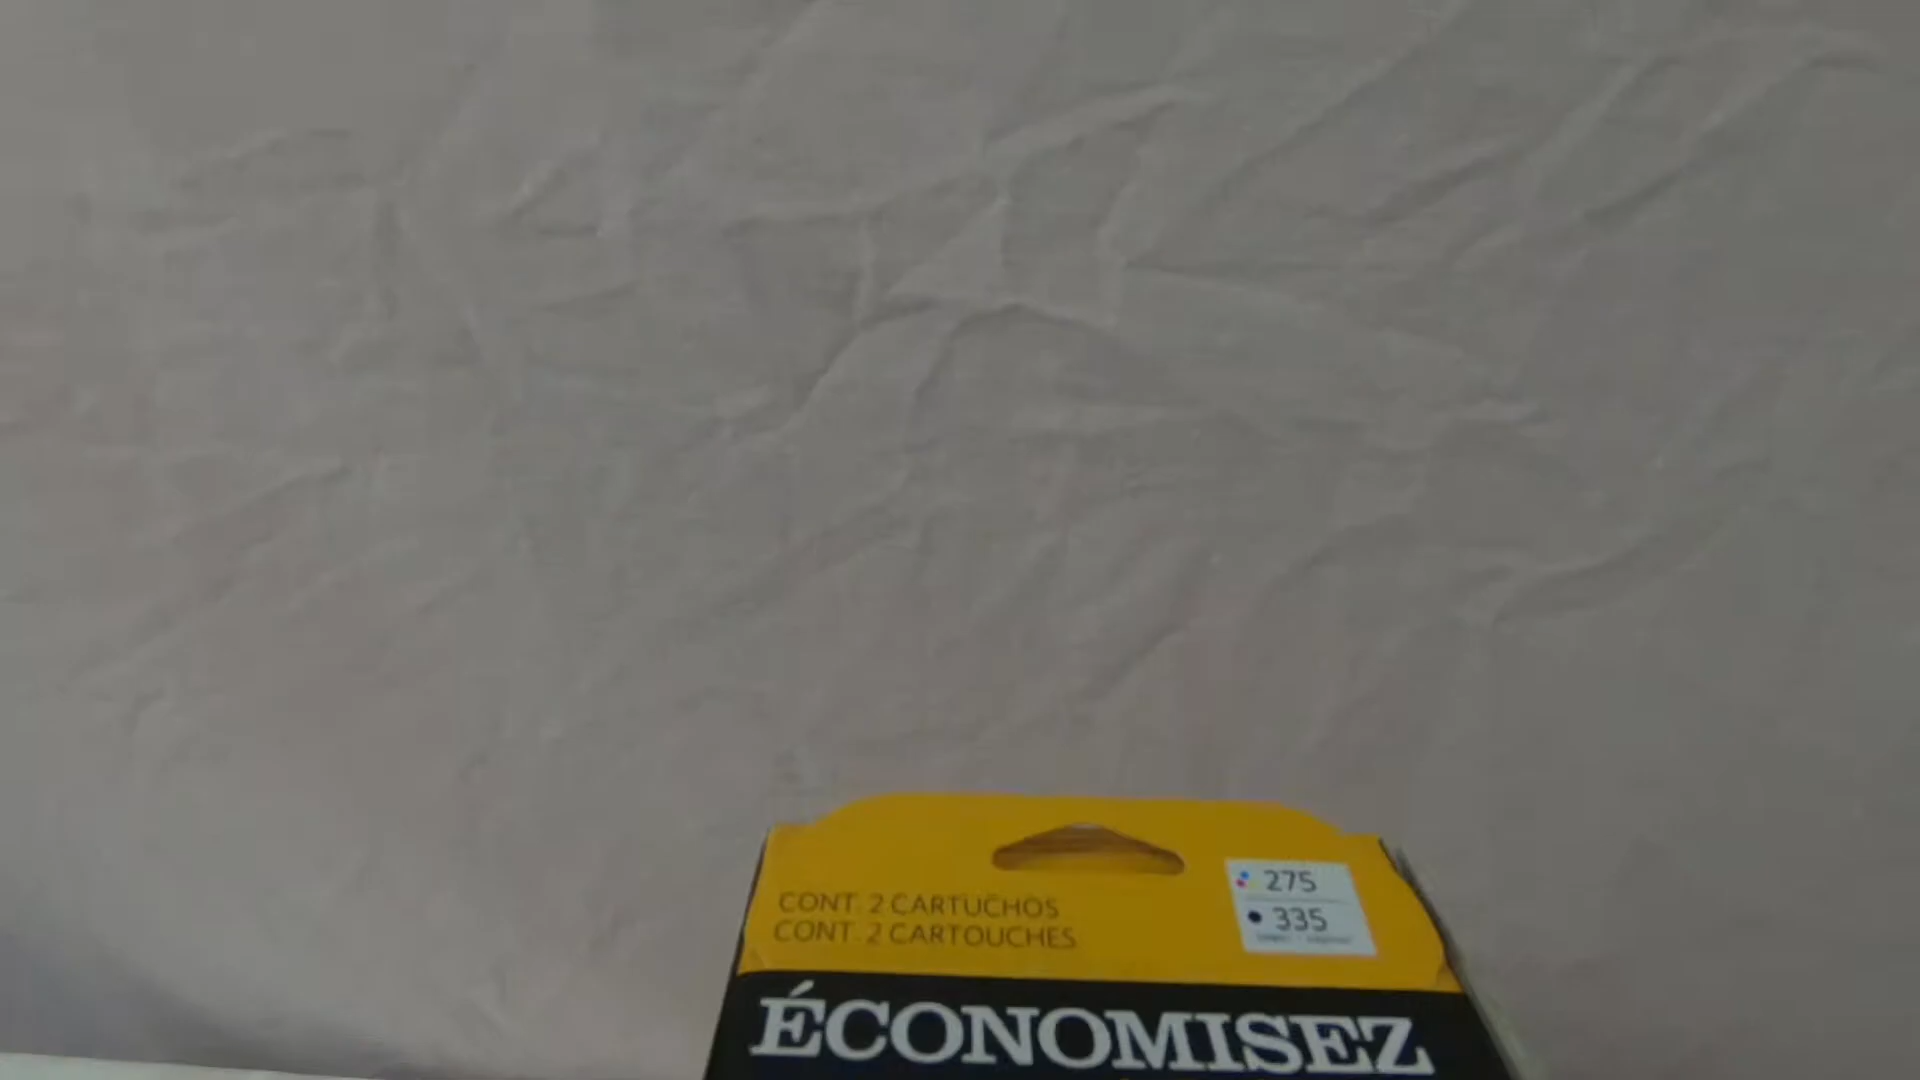 275
335
CONT. 2 CARTUCHOS
CONT. 2 CARTOUCHES
ÉCONOMISEZ